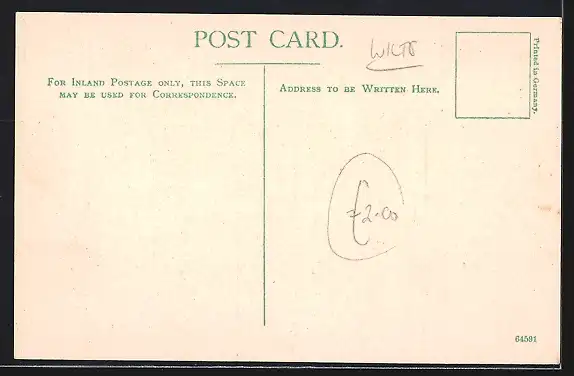 POST CARD.
WILTS
FOR INLAND POSTAGE ONLY, THIS SPACE
MAY BE USED FOR CORRESPONDENCE.
ADDRESS TO BE WRITTEN HERE.
Printed in Germany.
£2-00
64591